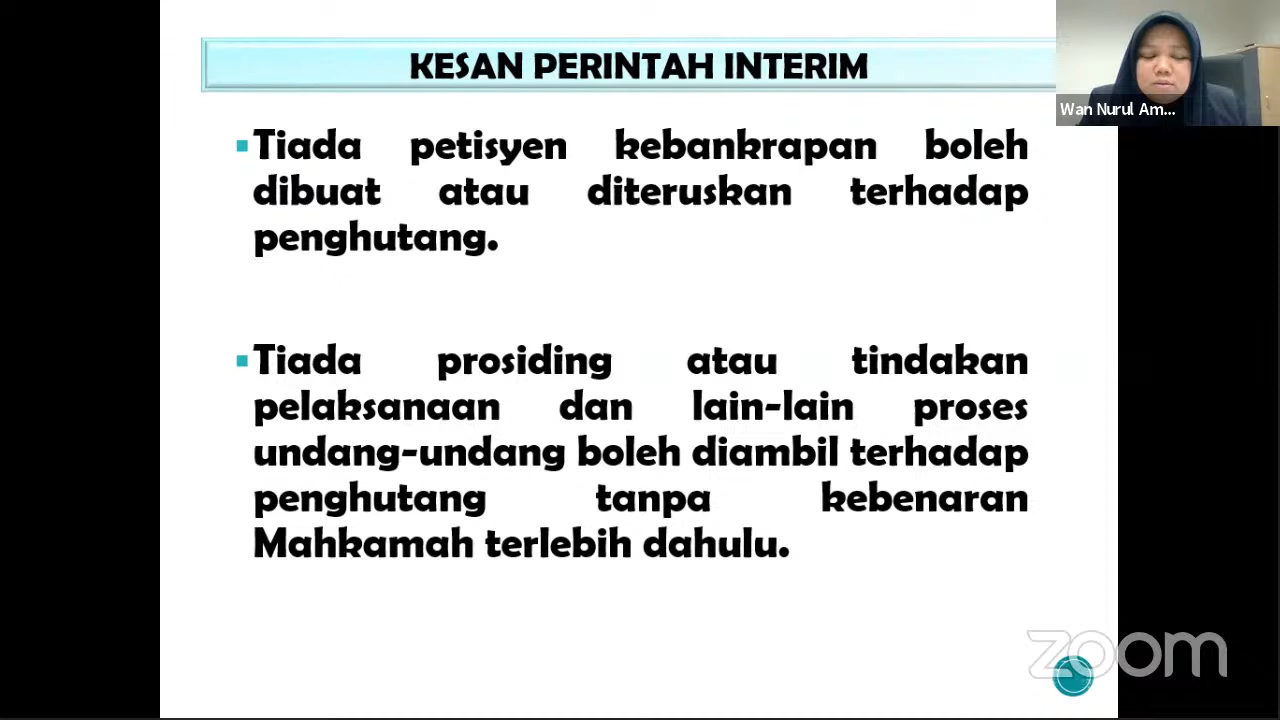 KESAN PERINTAH INTERIM
Wan Nurul Am...
Tiada petisyen kebankrapan boleh
dibuat atau diteruskan terhadap
penghutang.
Tiada prosiding atau tindakan
pelaksanaan dan lain-lain proses
undang-undang boleh diambil terhadap
penghutang tanpa kebenaran
Mahkamah terlebih dahulu.
zoom